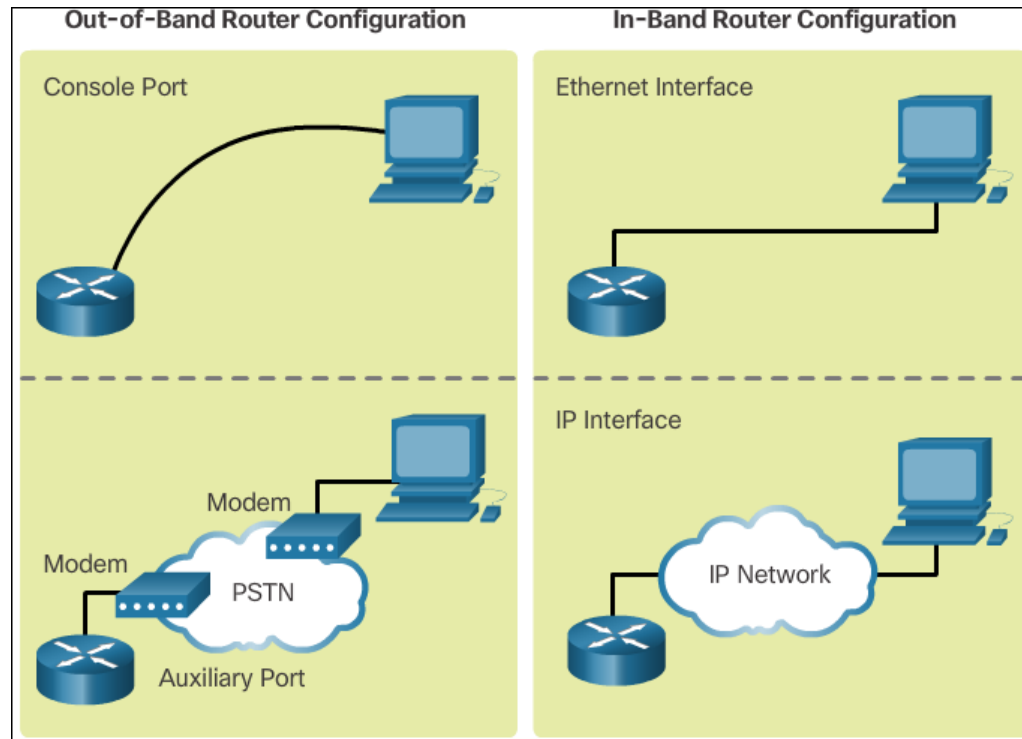 Out-of-Band Router Configuration
In-Band Router Configuration
Console Port
Ethernet Interface
Modem
Modem
PSTN
Auxiliary Port
IP Interface
IP Network